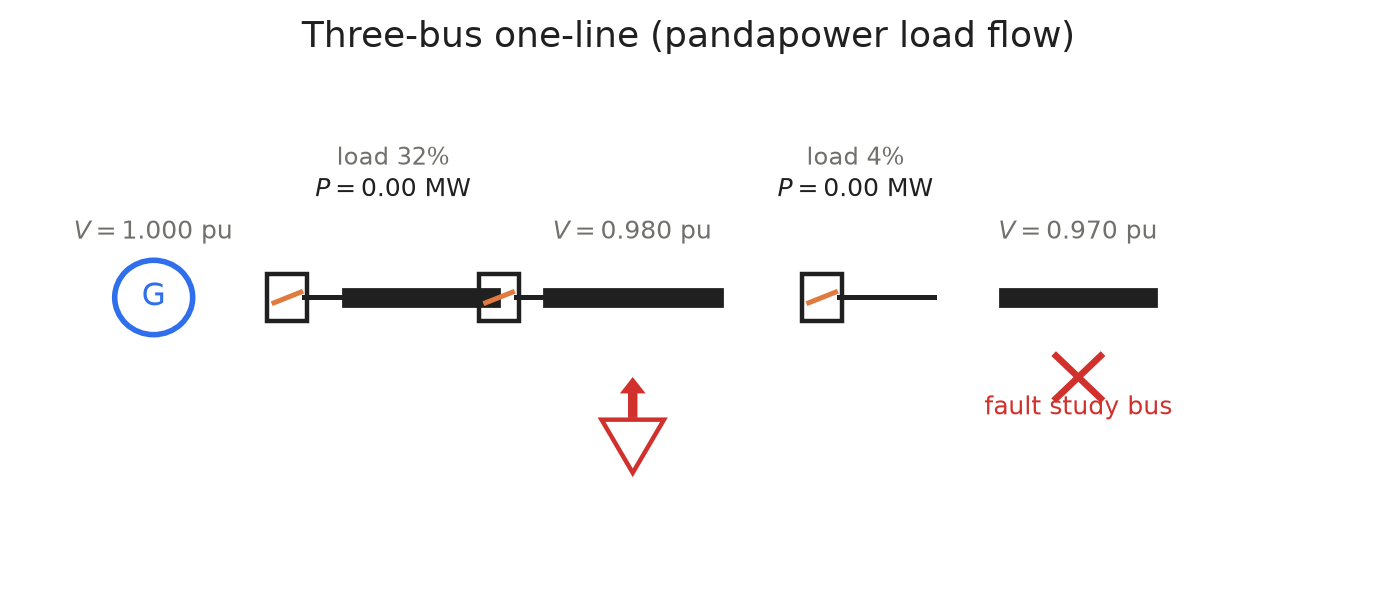 Three-bus one-line (pandapower load flow)
load 32%
load 4%
P = 0.00 MW
P = 0.00 MW
V = 1.000 pu
V = 0.980 pu
V = 0.970 pu
G
fault study bus